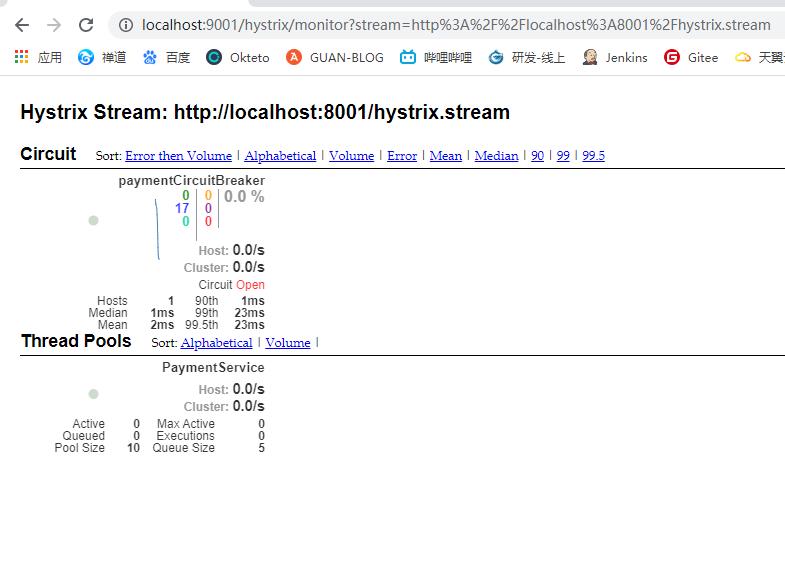 localhost:9001/hystrix/monitor?stream=http%3A%2F%2Flocalhost%3A8001%2Fhystrix.stream
应用 禅道 百度 Okteto GUAN-BLOG 哔哩哔哩 研发-线上 Jenkins Gitee 天翼
Hystrix Stream: http://localhost:8001/hystrix.stream
Circuit Sort: Error then Volume | Alphabetical | Volume | Error | Mean | Median | 90 | 99 | 99.5
paymentCircuitBreaker
0 0 0.0 %
17 0
0 0
Host: 0.0/s
Cluster: 0.0/s
Circuit Open
Hosts 1 90th 1ms
Median 1ms 99th 23ms
Mean 2ms 99.5th 23ms
Thread Pools Sort: Alphabetical | Volume |
PaymentService
Host: 0.0/s
Cluster: 0.0/s
Active 0 Max Active 0
Queued 0 Executions 0
Pool Size 10 Queue Size 5